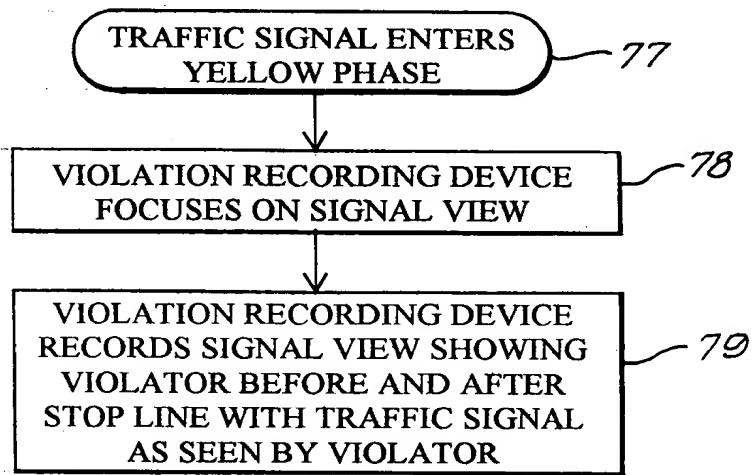 TRAFFIC SIGNAL ENTERS
YELLOW PHASE
77
VIOLATION RECORDING DEVICE
FOCUSES ON SIGNAL VIEW
78
VIOLATION RECORDING DEVICE
RECORDS SIGNAL VIEW SHOWING
VIOLATOR BEFORE AND AFTER
STOP LINE WITH TRAFFIC SIGNAL
AS SEEN BY VIOLATOR
79